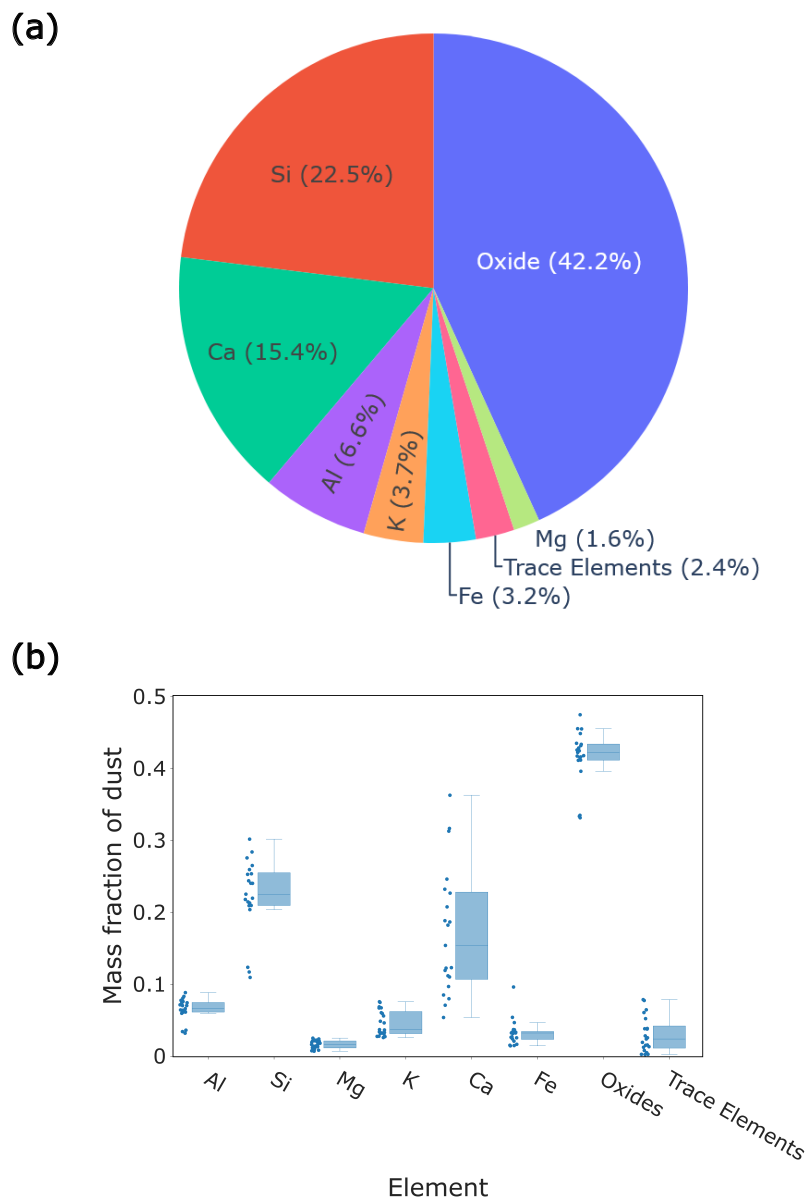 (a)
Si (22.5%)
Oxide (42.2%)
Ca (15.4%)
Al (6.6%)
K (3.7%)
Mg (1.6%)
Trace Elements (2.4%)
Fe (3.2%)
(b)
Mass fraction of dust
0.5
0.4
0.3
0.2
0.1
0
Al
Si
Mg
K
Ca
Fe
Oxides
Trace Elements
Element